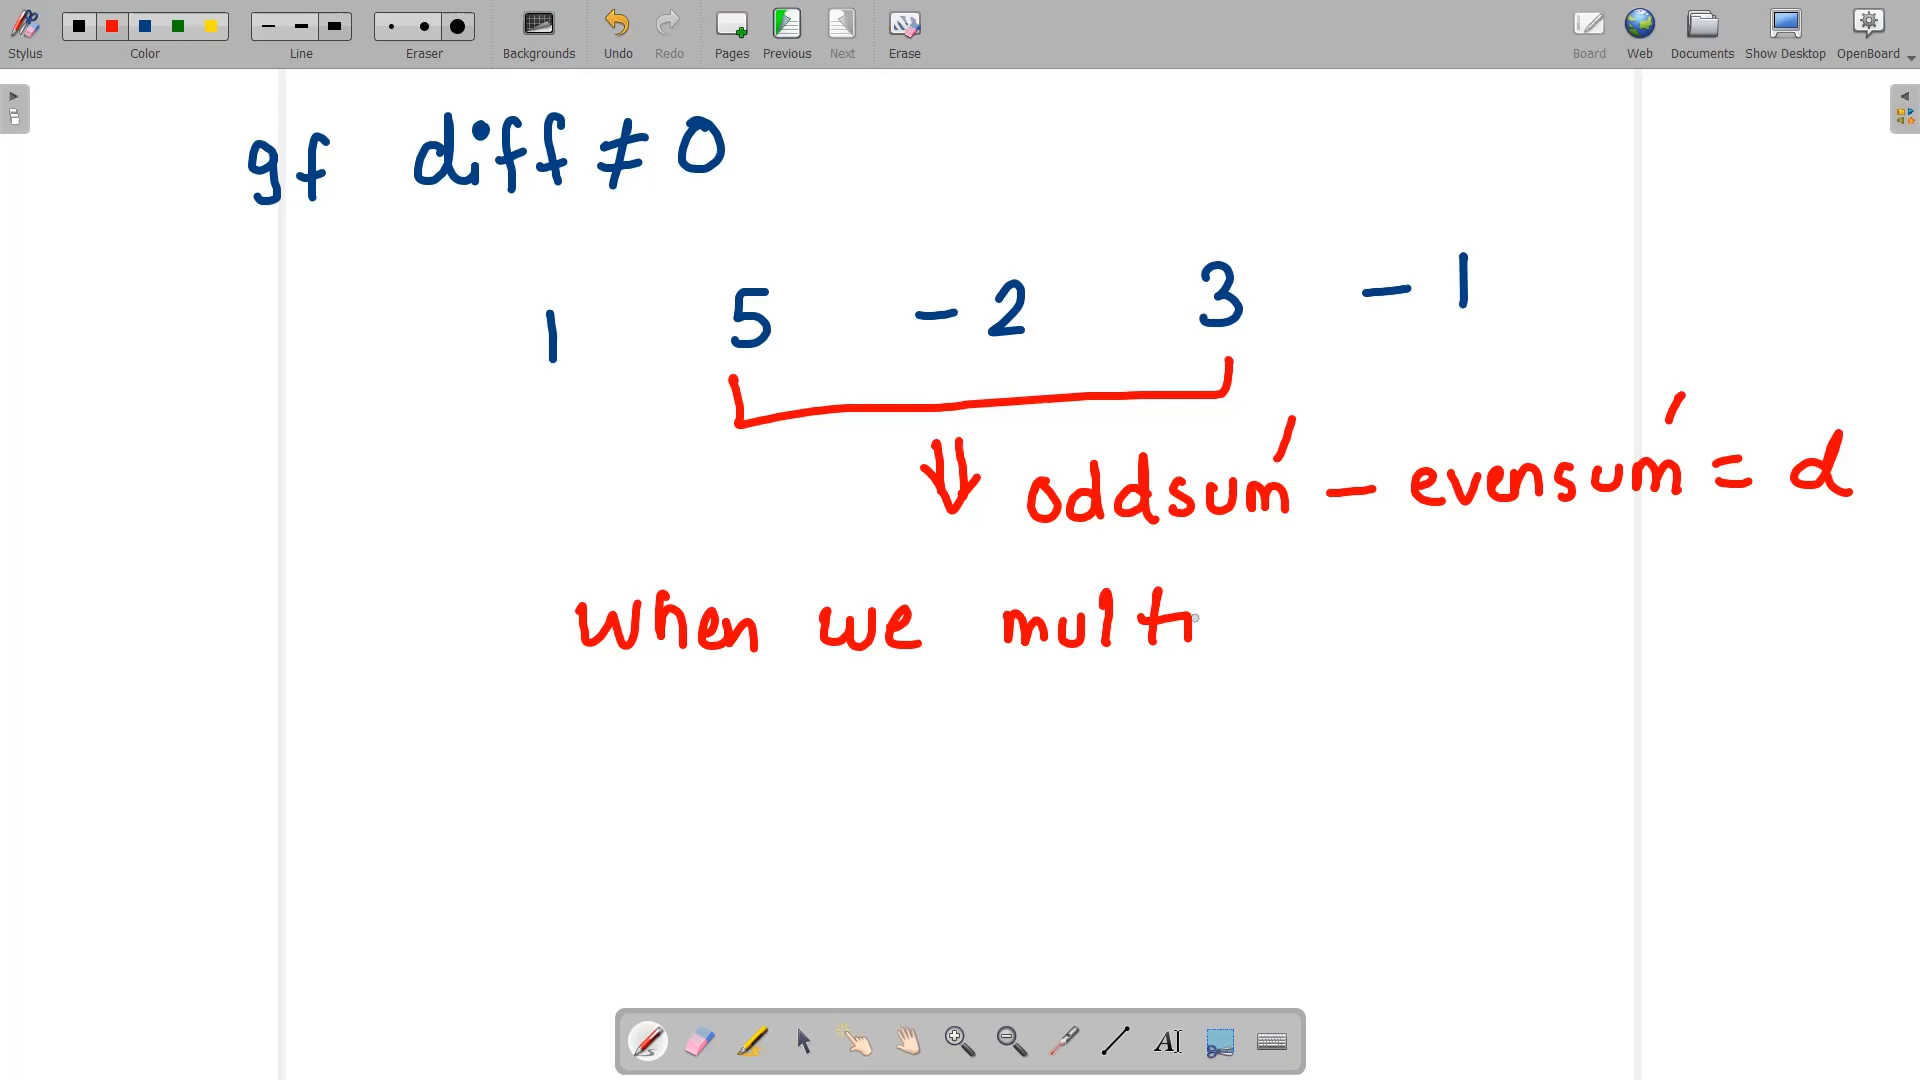 Stylus Color Line Eraser Backgrounds Undo Redo Pages Previous Next Erase Board Web Documents Show Desktop OpenBoard
gf diff ≠ 0
1 5 -2 3 -1
oddsum' - evensum' = d
when we multi